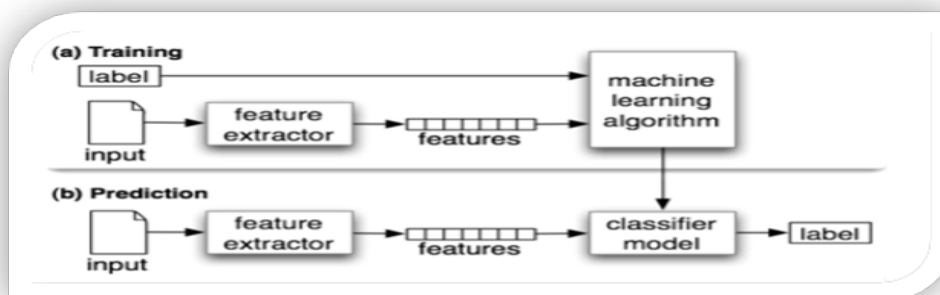 (a) Training
label
machine
learning
algorithm
feature
extractor
features
input
(b) Prediction
feature
extractor
features
classifier
model
label
input